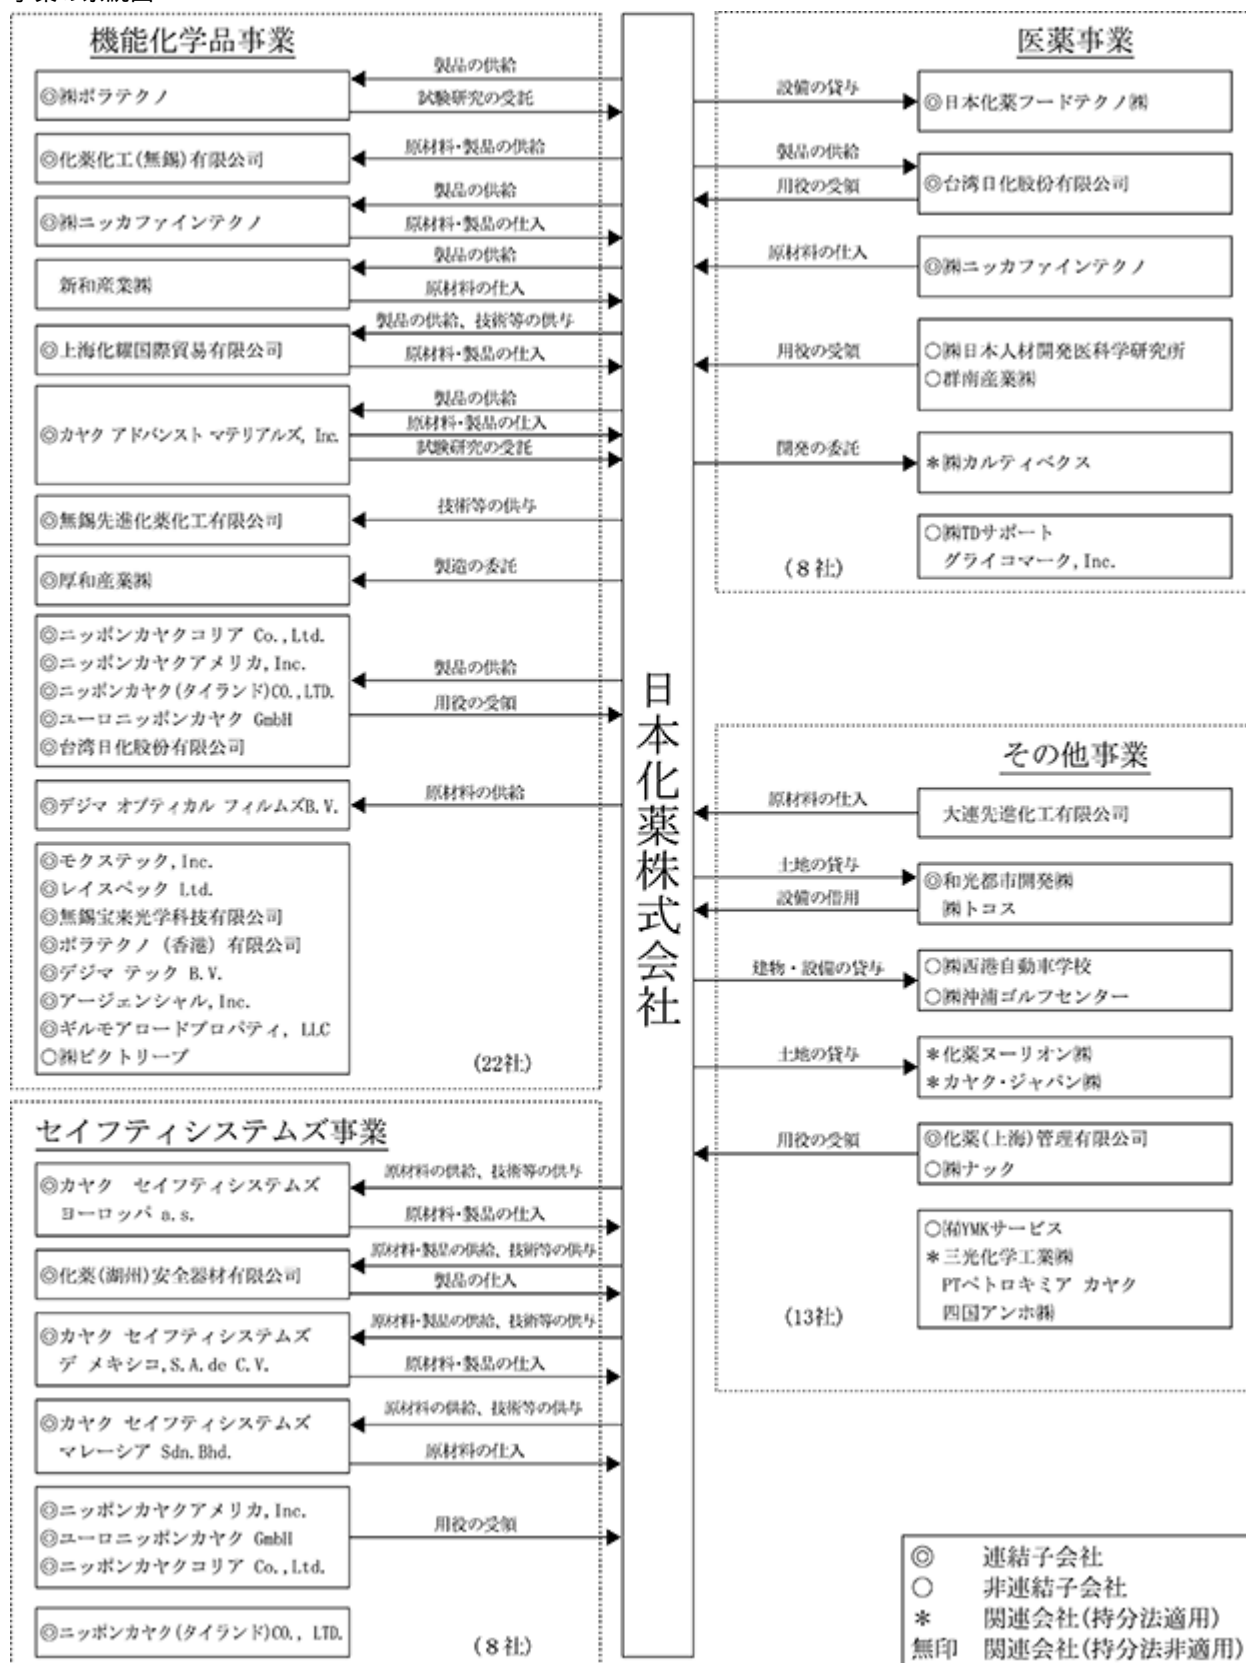 機能化学品事業
製品の供給
◎㈱ポラテクノ
試験研究の受託
原材料・製品の供給
◎化薬化工(無錫)有限公司
製品の供給
◎㈱ニッカファインテクノ
原材料・製品の仕入
製品の供給
新和産業㈱
原材料の仕入
製品の供給、技術等の供与
◎上海化耀国際貿易有限公司
原材料・製品の仕入
製品の供給
原材料・製品の仕入
◎カヤク アドバンスト マテリアルズ, Inc.
試験研究の受託
技術等の供与
◎無錫先進化薬化工有限公司
製造の委託
◎厚和産業㈱
◎ニッポンカヤクコリア Co.,Ltd.
◎ニッポンカヤクアメリカ,Inc.
◎ニッポンカヤク(タイランド)CO.,LTD.
◎ユーロニッポンカヤク GmbH
◎台湾日化股份有限公司
製品の供給
用役の受領
原材料の供給
◎デジマ オプティカル フィルムズB.V.
◎モクステック,Inc.
◎レイスペック Ltd.
◎無錫宝来光学科技有限公司
◎ポラテクノ (香港) 有限公司
◎デジマ テック B.V.
◎アージェンシャル,Inc.
◎ギルモアロードプロパティ, LLC
○㈱ビクトリーブ
(22社)
セイフティシステムズ事業
原材料の供給、技術等の供与
◎カヤク セイフティシステムズ
ヨーロッパ a.s.
原材料・製品の仕入
原材料・製品の供給、技術等の供与
◎化薬(湖州)安全器材有限公司
製品の仕入
原材料・製品の供給、技術等の供与
◎カヤク セイフティシステムズ
デ メキシコ,S.A.de C.V.
原材料・製品の仕入
原材料の供給、技術等の供与
◎カヤク セイフティシステムズ
マレーシア Sdn.Bhd.
原材料の仕入
◎ニッポンカヤクアメリカ,Inc.
◎ユーロニッポンカヤク GmbH
◎ニッポンカヤクコリア Co.,Ltd.
用役の受領
◎ニッポンカヤク(タイランド)CO., LTD.
(8社)
日本化薬株式会社
医薬事業
設備の貸与
◎日本化薬フードテクノ㈱
製品の供給
◎台湾日化股份有限公司
用役の受領
原材料の仕入
◎㈱ニッカファインテクノ
用役の受領
○㈱日本人材開発医科学研究所
○群南産業㈱
開発の委託
＊㈱カルティベクス
○㈱TDサポート
グライコマーク,Inc.
(8社)
その他事業
原材料の仕入
大連先進化工有限公司
土地の貸与
◎和光都市開発㈱
設備の借用
㈱トコス
建物・設備の貸与
○㈱西港自動車学校
○㈱沖浦ゴルフセンター
土地の貸与
＊化薬ヌーリオン㈱
＊カヤク・ジャパン㈱
用役の受領
◎化薬(上海)管理有限公司
○㈱ナック
○㈲YMKサービス
＊三光化学工業㈱
PTペトロキミア カヤク
四国アンホ㈱
(13社)
◎ 連結子会社
○ 非連結子会社
＊ 関連会社(持分法適用)
無印 関連会社(持分法非適用)